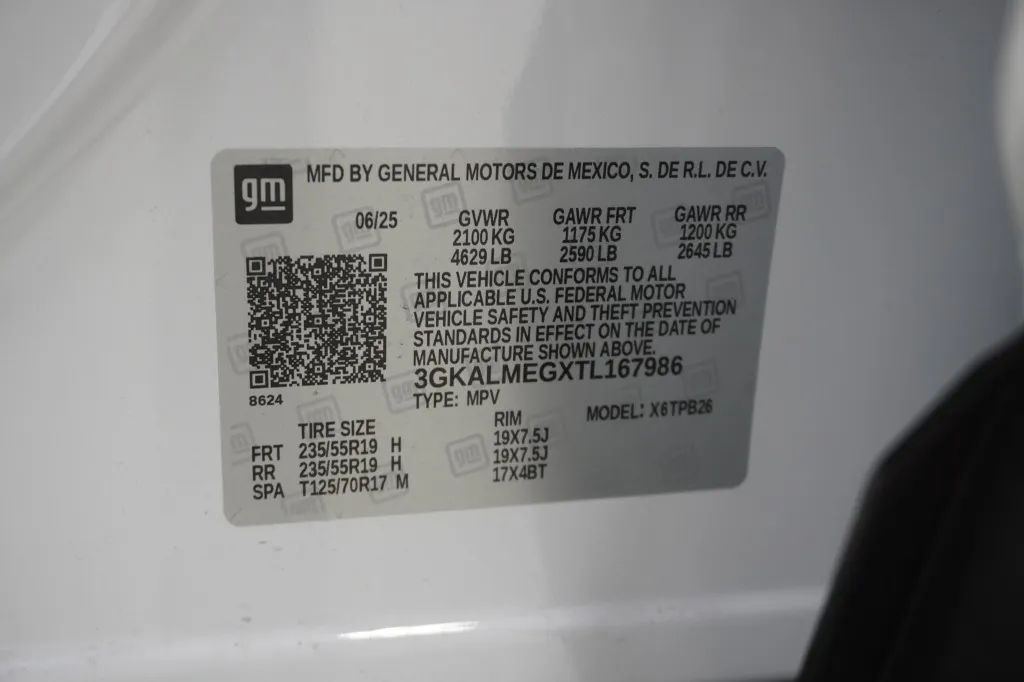 gm
MFD BY GENERAL MOTORS DE MEXICO, S. DE R.L. DE C.V.
06/25 GVWR GAWR FRT GAWR RR
2100 KG 1175 KG 1200 KG
4629 LB 2590 LB 2645 LB
THIS VEHICLE CONFORMS TO ALL
APPLICABLE U.S. FEDERAL MOTOR
VEHICLE SAFETY AND THEFT PREVENTION
STANDARDS IN EFFECT ON THE DATE OF
MANUFACTURE SHOWN ABOVE.
3GKALMEGXTL167986
8624
TYPE: MPV MODEL: X6TPB26
TIRE SIZE RIM
FRT 235/55R19 H 19X7.5J
RR 235/55R19 H 19X7.5J
SPA T125/70R17 M 17X4BT